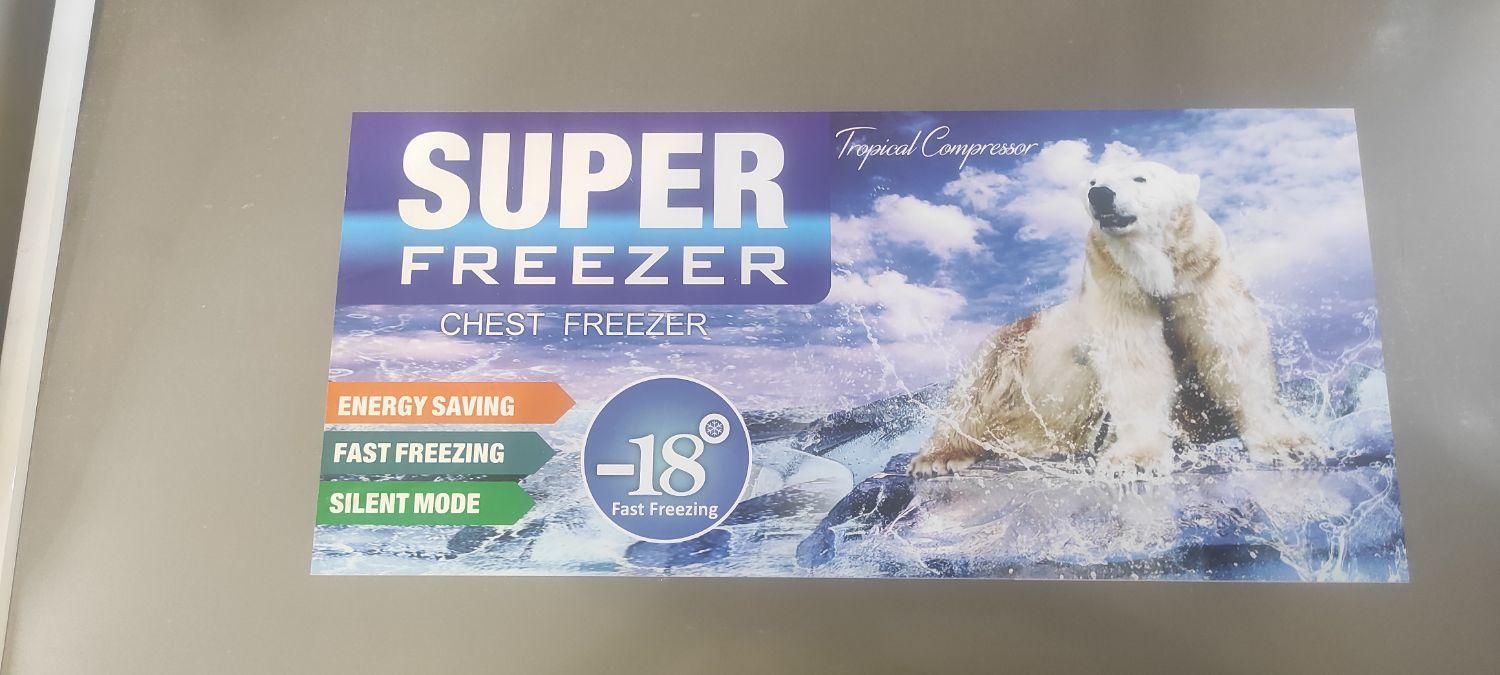 SUPER
FREEZER
CHEST FREEZER
Tropical Compressor
ENERGY SAVING
FAST FREEZING
SILENT MODE
-18°
Fast Freezing